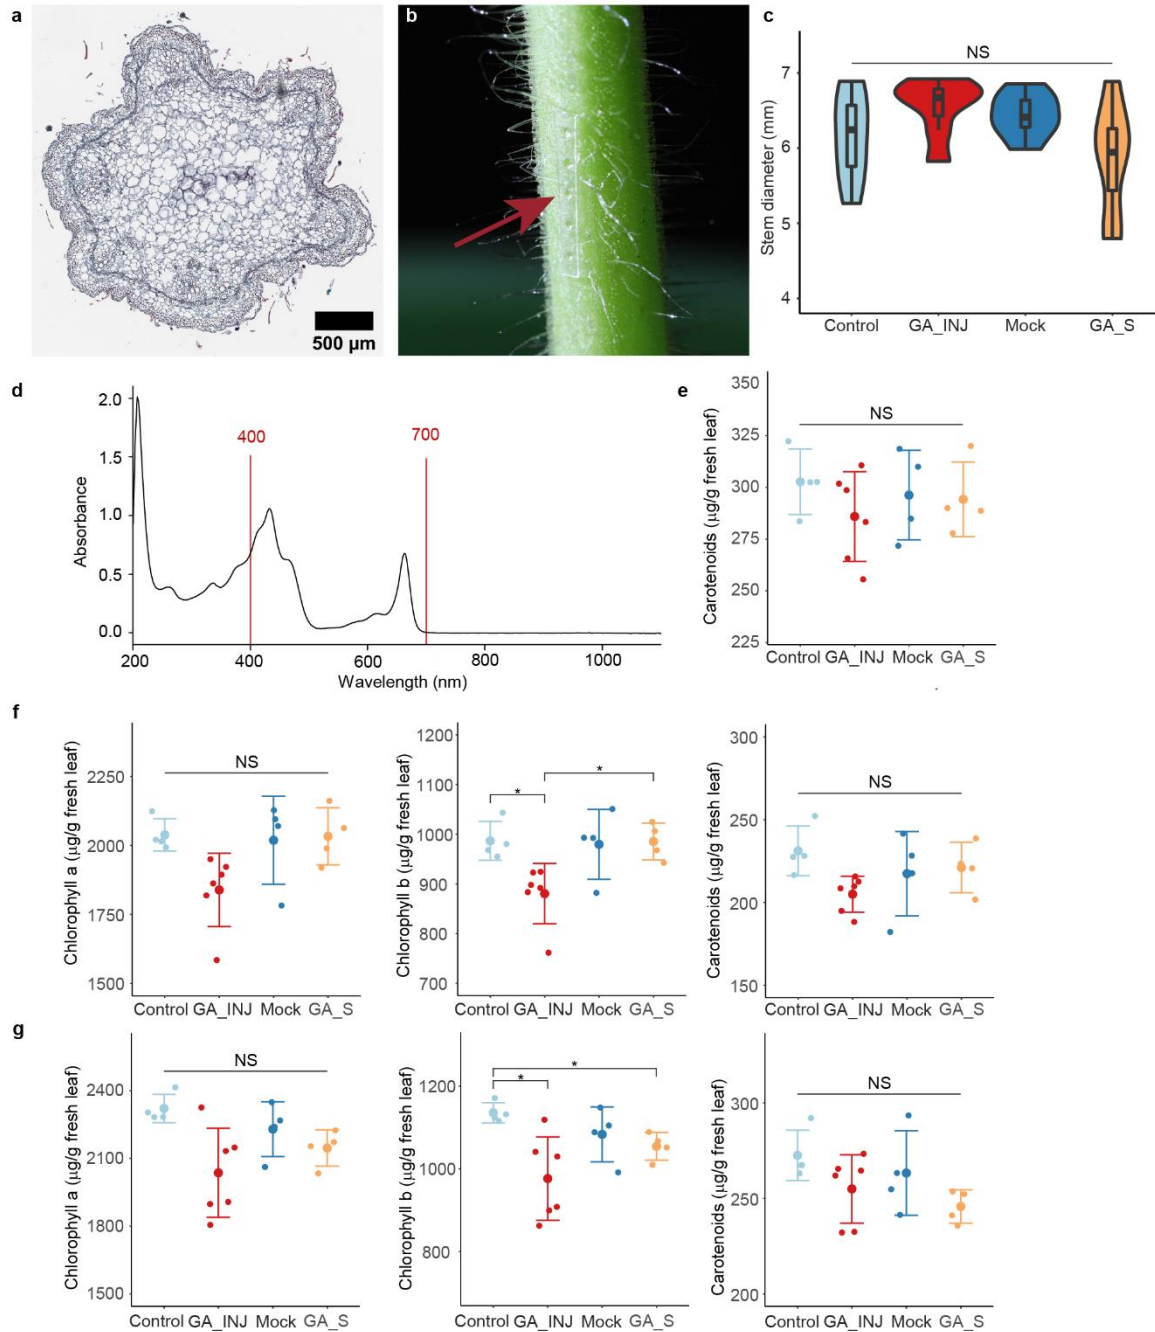 a
500 µm
b
c
Stem diameter (mm)
7
6
5
4
NS
Control GA_INJ Mock GA_S
d
Absorbance
2.0
1.5
1.0
0.5
0.0
400
700
200 400 600 800 1000
Wavelength (nm)
e
Carotenoids (µg/g fresh leaf)
350
325
300
275
250
225
NS
Control GA_INJ Mock GA_S
f
Chlorophyll a (µg/g fresh leaf)
2250
2000
1750
1500
NS
Control GA_INJ Mock GA_S
Chlorophyll b (µg/g fresh leaf)
1200
1100
1000
900
800
700
*
*
Control GA_INJ Mock GA_S
Carotenoids (µg/g fresh leaf)
300
250
200
150
NS
Control GA_INJ Mock GA_S
g
Chlorophyll a (µg/g fresh leaf)
2400
2100
1800
1500
NS
Control GA_INJ Mock GA_S
Chlorophyll b (µg/g fresh leaf)
1200
1000
800
*
*
Control GA_INJ Mock GA_S
Carotenoids (µg/g fresh leaf)
300
250
200
NS
Control GA_INJ Mock GA_S